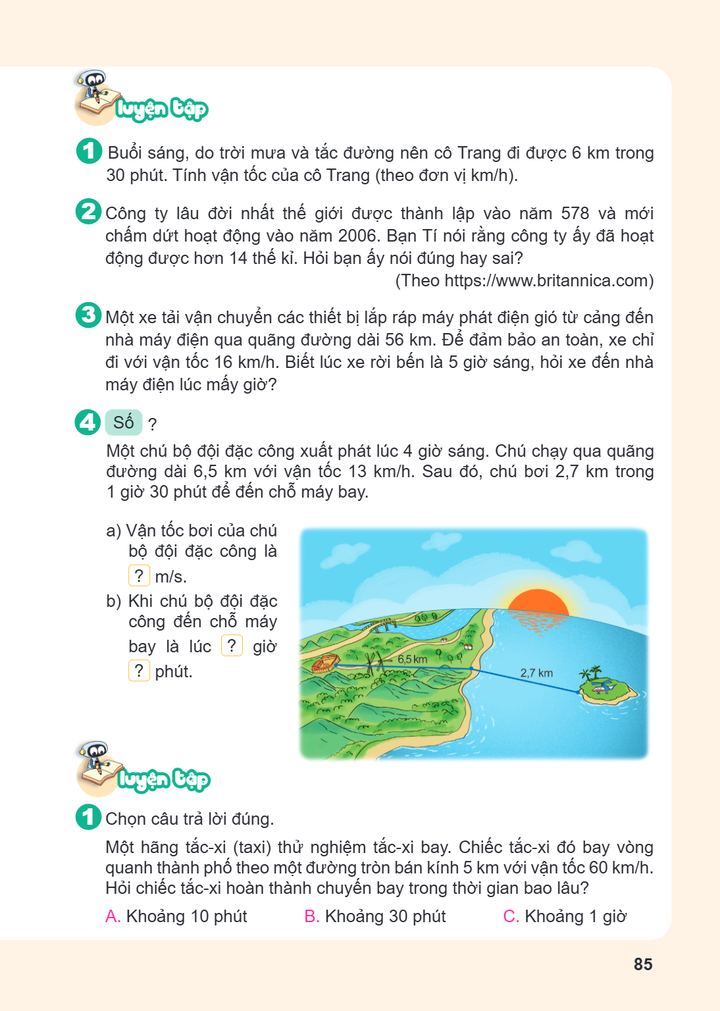 luyện tập
1 Buổi sáng, do trời mưa và tắc đường nên cô Trang đi được 6 km trong
30 phút. Tính vận tốc của cô Trang (theo đơn vị km/h).
2 Công ty lâu đời nhất thế giới được thành lập vào năm 578 và mới
chấm dứt hoạt động vào năm 2006. Bạn Tí nói rằng công ty ấy đã hoạt
động được hơn 14 thế kỉ. Hỏi bạn ấy nói đúng hay sai?
(Theo https://www.britannica.com)
3 Một xe tải vận chuyển các thiết bị lắp ráp máy phát điện gió từ cảng đến
nhà máy điện qua quãng đường dài 56 km. Để đảm bảo an toàn, xe chỉ
đi với vận tốc 16 km/h. Biết lúc xe rời bến là 5 giờ sáng, hỏi xe đến nhà
máy điện lúc mấy giờ?
4 Số ?
Một chú bộ đội đặc công xuất phát lúc 4 giờ sáng. Chú chạy qua quãng
đường dài 6,5 km với vận tốc 13 km/h. Sau đó, chú bơi 2,7 km trong
1 giờ 30 phút để đến chỗ máy bay.
a) Vận tốc bơi của chú
bộ đội đặc công là
? m/s.
b) Khi chú bộ đội đặc
công đến chỗ máy
bay là lúc ? giờ
? phút.
6,5 km
2,7 km
luyện tập
1 Chọn câu trả lời đúng.
Một hãng tắc-xi (taxi) thử nghiệm tắc-xi bay. Chiếc tắc-xi đó bay vòng
quanh thành phố theo một đường tròn bán kính 5 km với vận tốc 60 km/h.
Hỏi chiếc tắc-xi hoàn thành chuyến bay trong thời gian bao lâu?
A. Khoảng 10 phút B. Khoảng 30 phút C. Khoảng 1 giờ
85